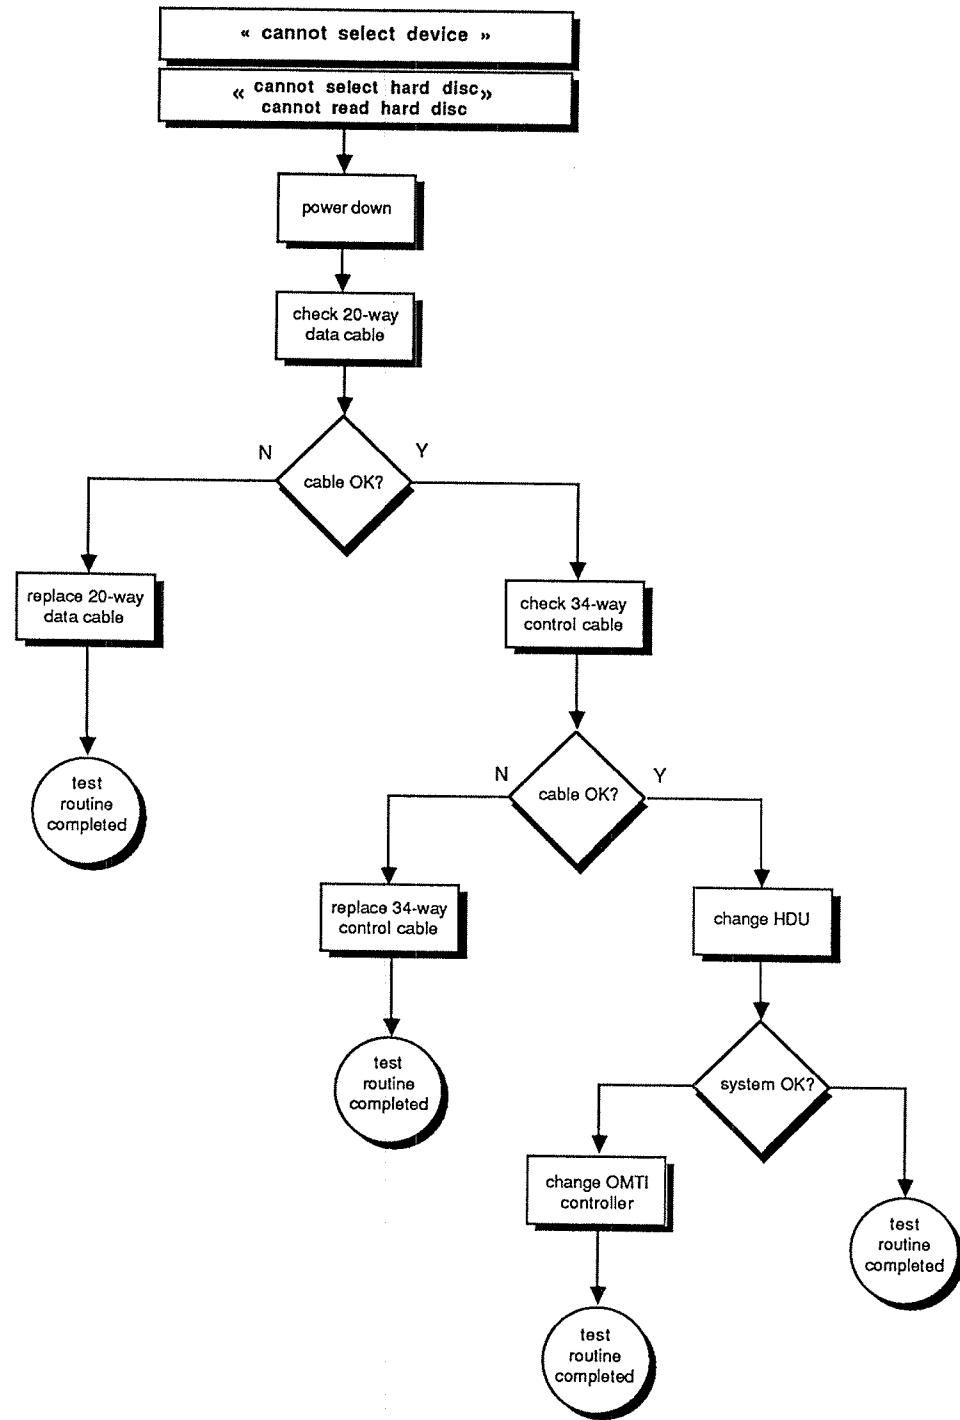 « cannot select device »
« cannot select hard disc »
cannot read hard disc
power down
check 20-way
data cable
N
Y
cable OK?
replace 20-way
data cable
check 34-way
control cable
test
routine
completed
N
Y
cable OK?
replace 34-way
control cable
change HDU
test
routine
completed
system OK?
change OMTI
controller
test
routine
completed
test
routine
completed